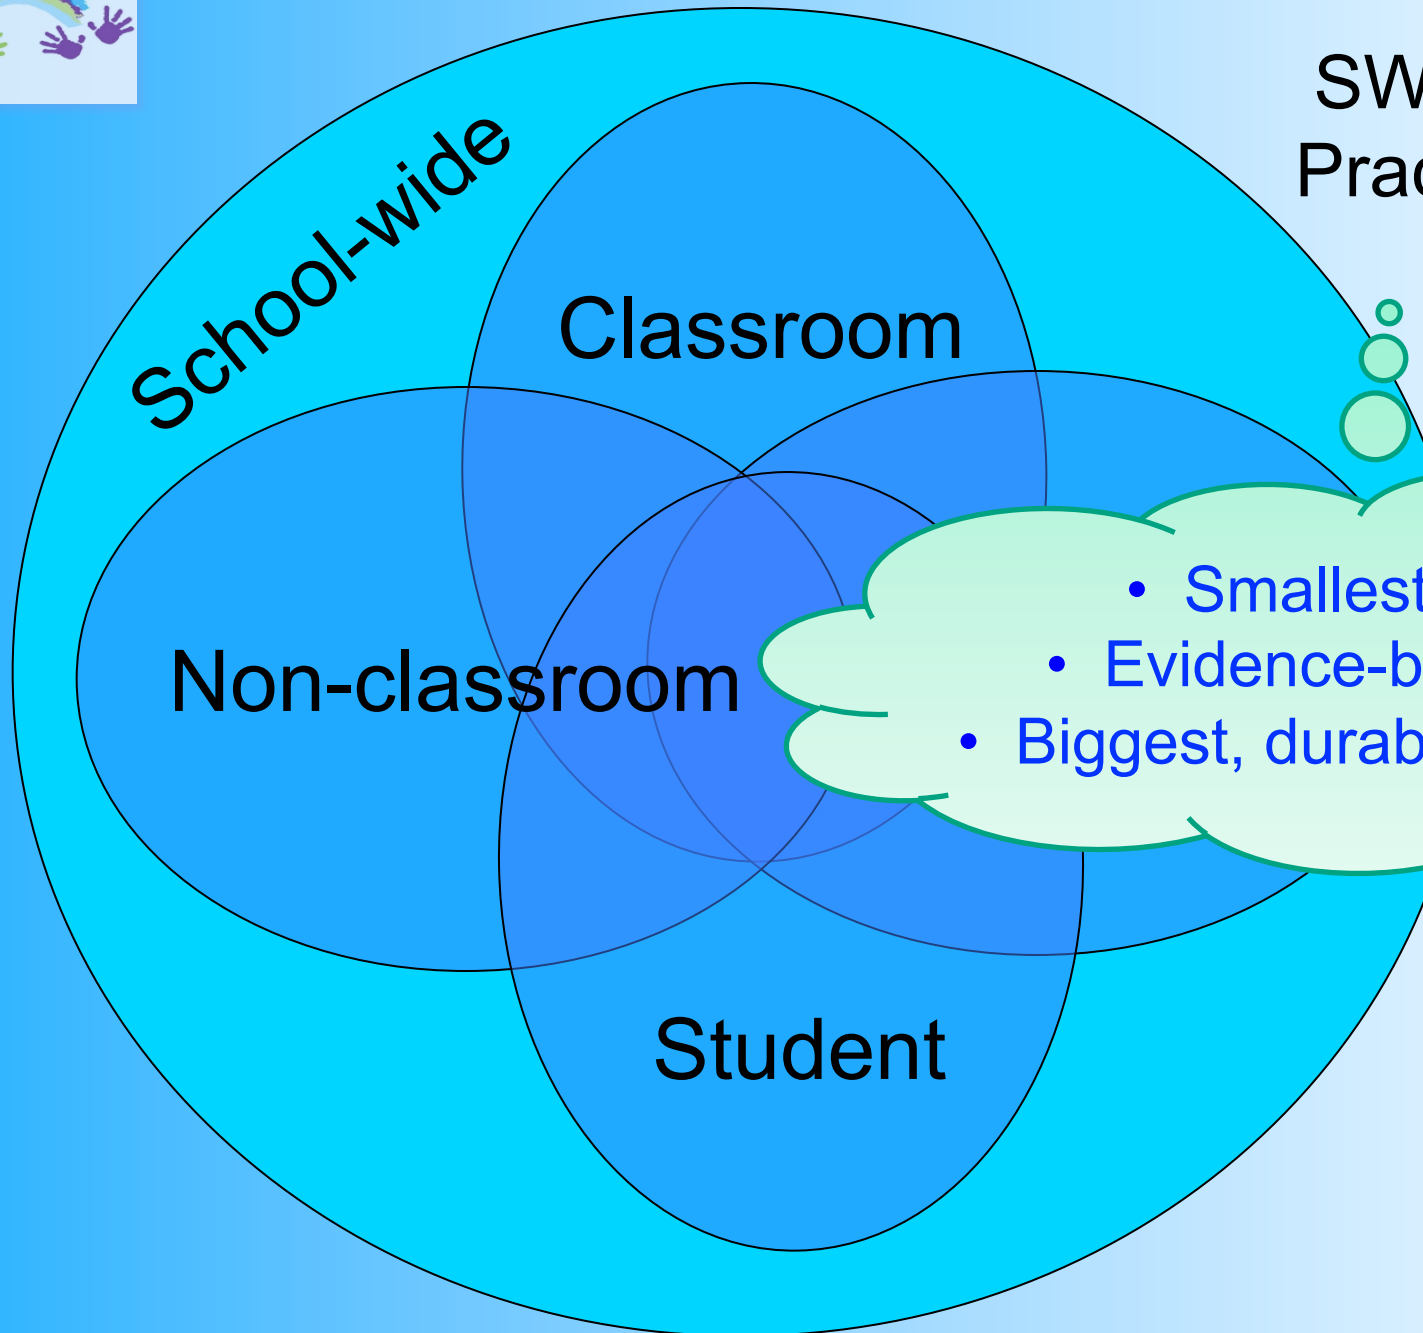 SW
Prac
School-wide
Classroom
• Smallest
Non-classroom
• Evidence-b
• Biggest, durab
Student